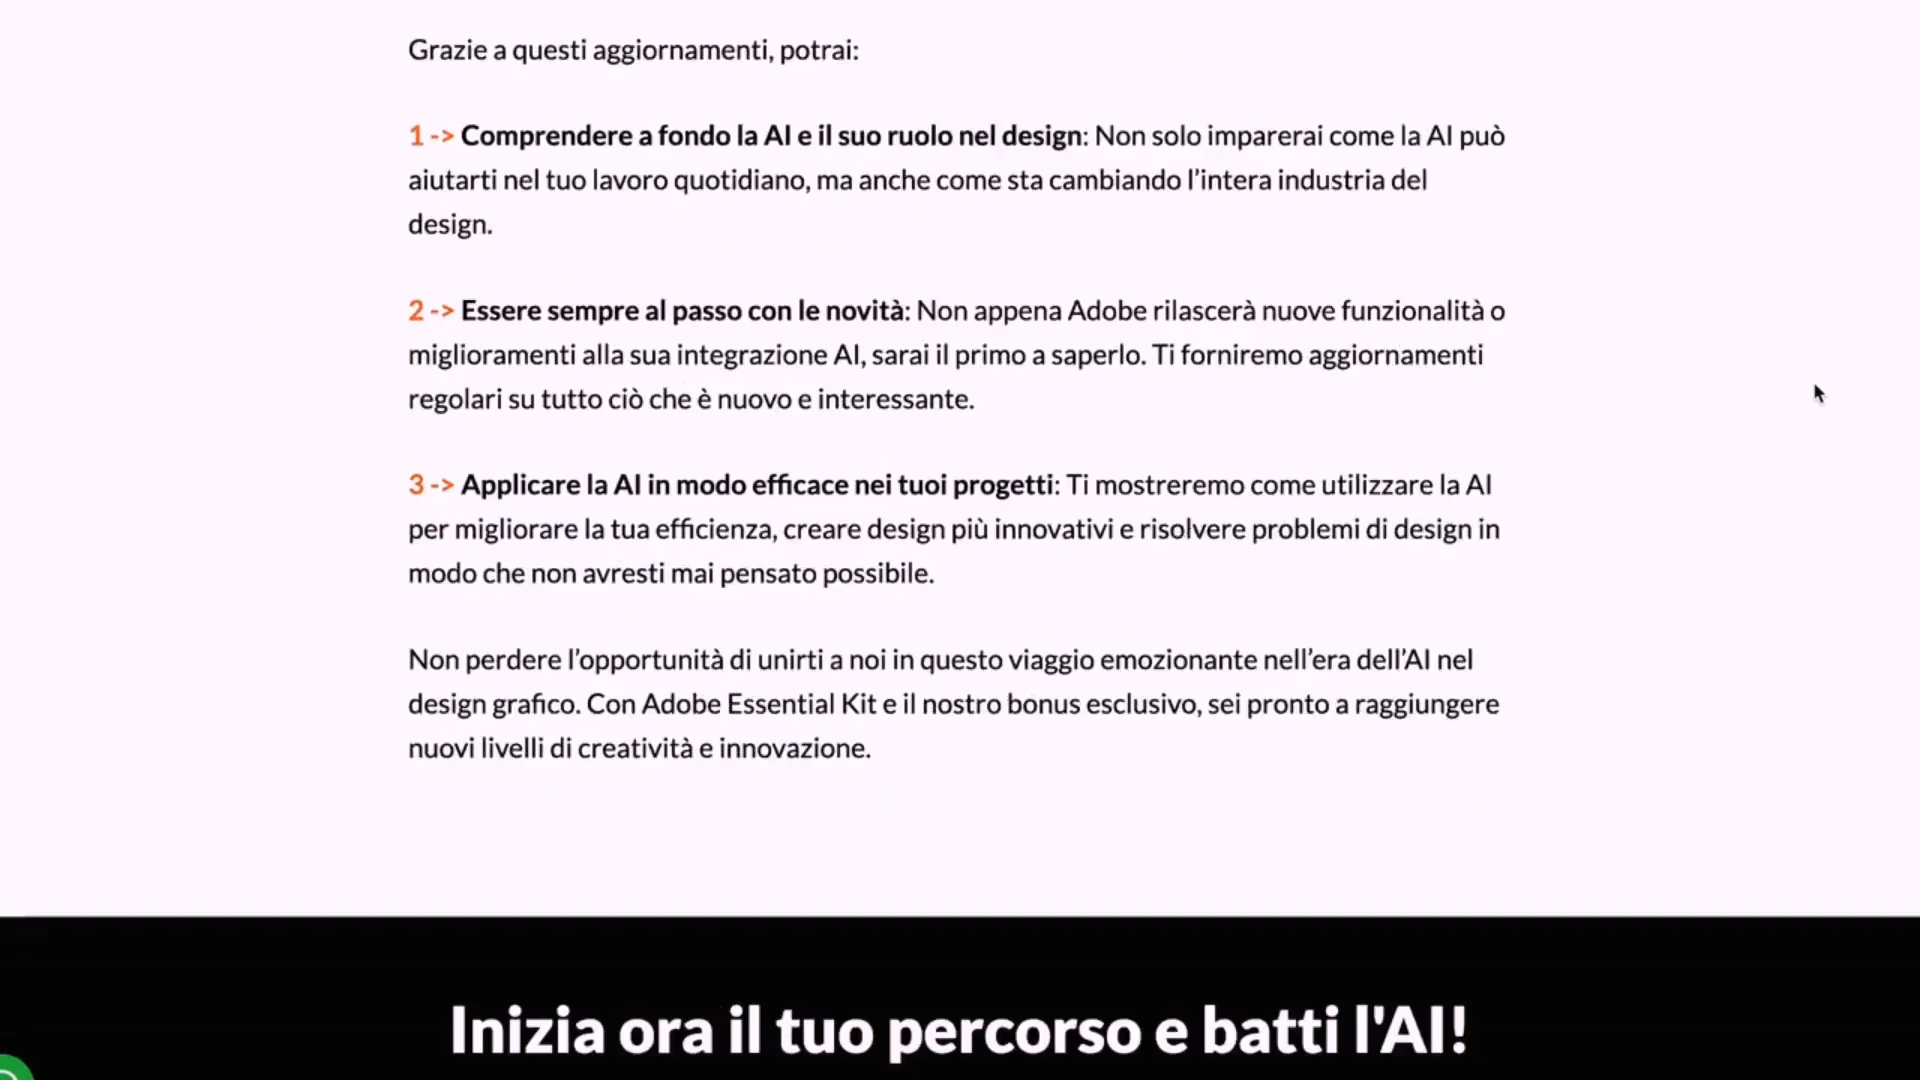 Grazie a questi aggiornamenti, potrai:
1 -> Comprendere a fondo la AI e il suo ruolo nel design: Non solo imparerai come la AI può
aiutarti nel tuo lavoro quotidiano, ma anche come sta cambiando l’intera industria del
design.
2 -> Essere sempre al passo con le novità: Non appena Adobe rilascerà nuove funzionalità o
miglioramenti alla sua integrazione AI, sarai il primo a saperlo. Ti forniremo aggiornamenti
regolari su tutto ciò che è nuovo e interessante.
3 -> Applicare la AI in modo efficace nei tuoi progetti: Ti mostreremo come utilizzare la AI
per migliorare la tua efficienza, creare design più innovativi e risolvere problemi di design in
modo che non avresti mai pensato possibile.
Non perdere l’opportunità di unirti a noi in questo viaggio emozionante nell’era dell’AI nel
design grafico. Con Adobe Essential Kit e il nostro bonus esclusivo, sei pronto a raggiungere
nuovi livelli di creatività e innovazione.
Inizia ora il tuo percorso e batti l'AI!